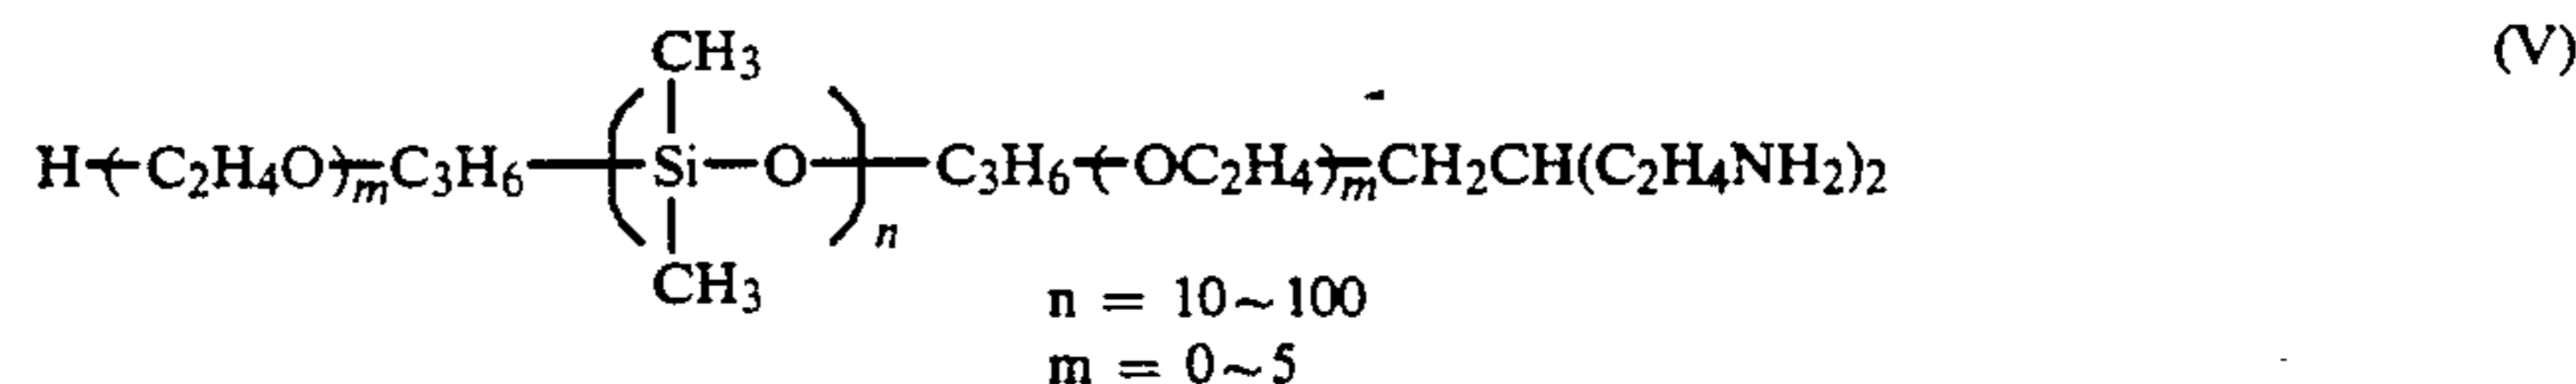 CH3 (V)
H(C2H4O)mC3H6—(Si—O)nC3H6(OC2H4)mCH2CH(C2H4NH2)2
CH3
n = 10~100
m = 0~5